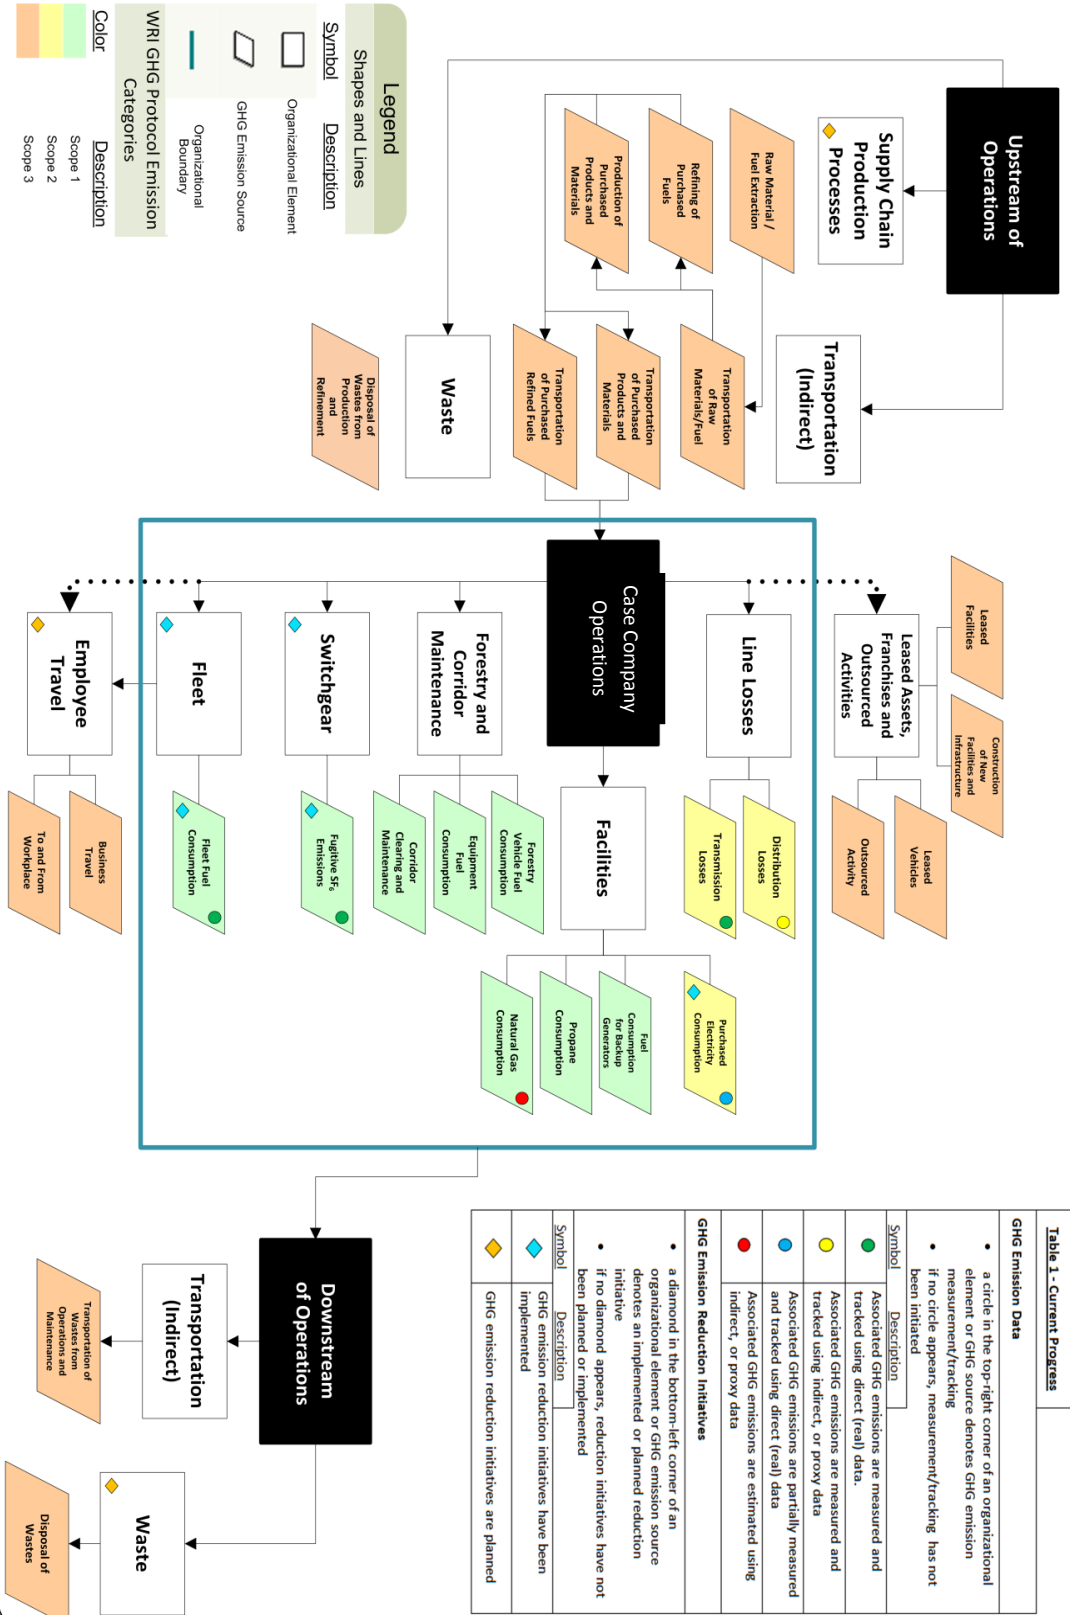 Upstream of
Operations
Supply Chain
Production
Processes
Transportation
(Indirect)
Waste
Raw Material /
Fuel Extraction
Refining of
Purchased
Fuels
Production of
Purchased
Products and
Materials
Transportation
of Raw
Materials/Fuel
Transportation
of Purchased
Products and
Materials
Transportation
of Purchased
Refined Fuels
Disposal of
Wastes from
Production
and
Refinement
Legend
Shapes and Lines
Symbol
Description
Organizational Element
GHG Emission Source
Organizational
Boundary
WRI GHG Protocol Emission
Categories
Color
Description
Scope 1
Scope 2
Scope 3
Leased
Facilities
Construction
of New
Facilities and
Infrastructure
Leased Assets,
Franchises and
Outsourced
Activities
Leased
Vehicles
Outsourced
Activity
Case Company
Operations
Line Losses
Distribution
Losses
Transmission
Losses
Facilities
Purchased
Electricity
Consumption
Fuel
Consumption
for Backup
Generators
Propane
Consumption
Natural Gas
Consumption
Forestry and
Corridor
Maintenance
Forestry
Vehicle Fuel
Consumption
Equipment
Fuel
Consumption
Corridor
Clearing and
Maintenance
Switchgear
Fugitive SF₆
Emissions
Fleet
Fleet Fuel
Consumption
Employee
Travel
Business
Travel
To and From
Workplace
Table 1 - Current Progress
GHG Emission Data
• a circle in the top-right corner of an organizational
element or GHG source denotes GHG emission
measurement/tracking
• if no circle appears, measurement/tracking has not
been initiated
Symbol
Description
Associated GHG emissions are measured and
tracked using direct (real) data.
Associated GHG emissions are measured and
tracked using indirect, or proxy data
Associated GHG emissions are partially measured
and tracked using direct (real) data
Associated GHG emissions are estimated using
indirect, or proxy data
GHG Emission Reduction Initiatives
• a diamond in the bottom-left corner of an
organizational element or GHG emission source
denotes an implemented or planned reduction
initiative
• if no diamond appears, reduction initiatives have not
been planned or implemented
Symbol
Description
GHG emission reduction initiatives have been
implemented
GHG emission reduction initiatives are planned
Downstream
of Operations
Transportation
(Indirect)
Transportation of
Wastes from
Operations and
Maintenance
Waste
Disposal of
Wastes